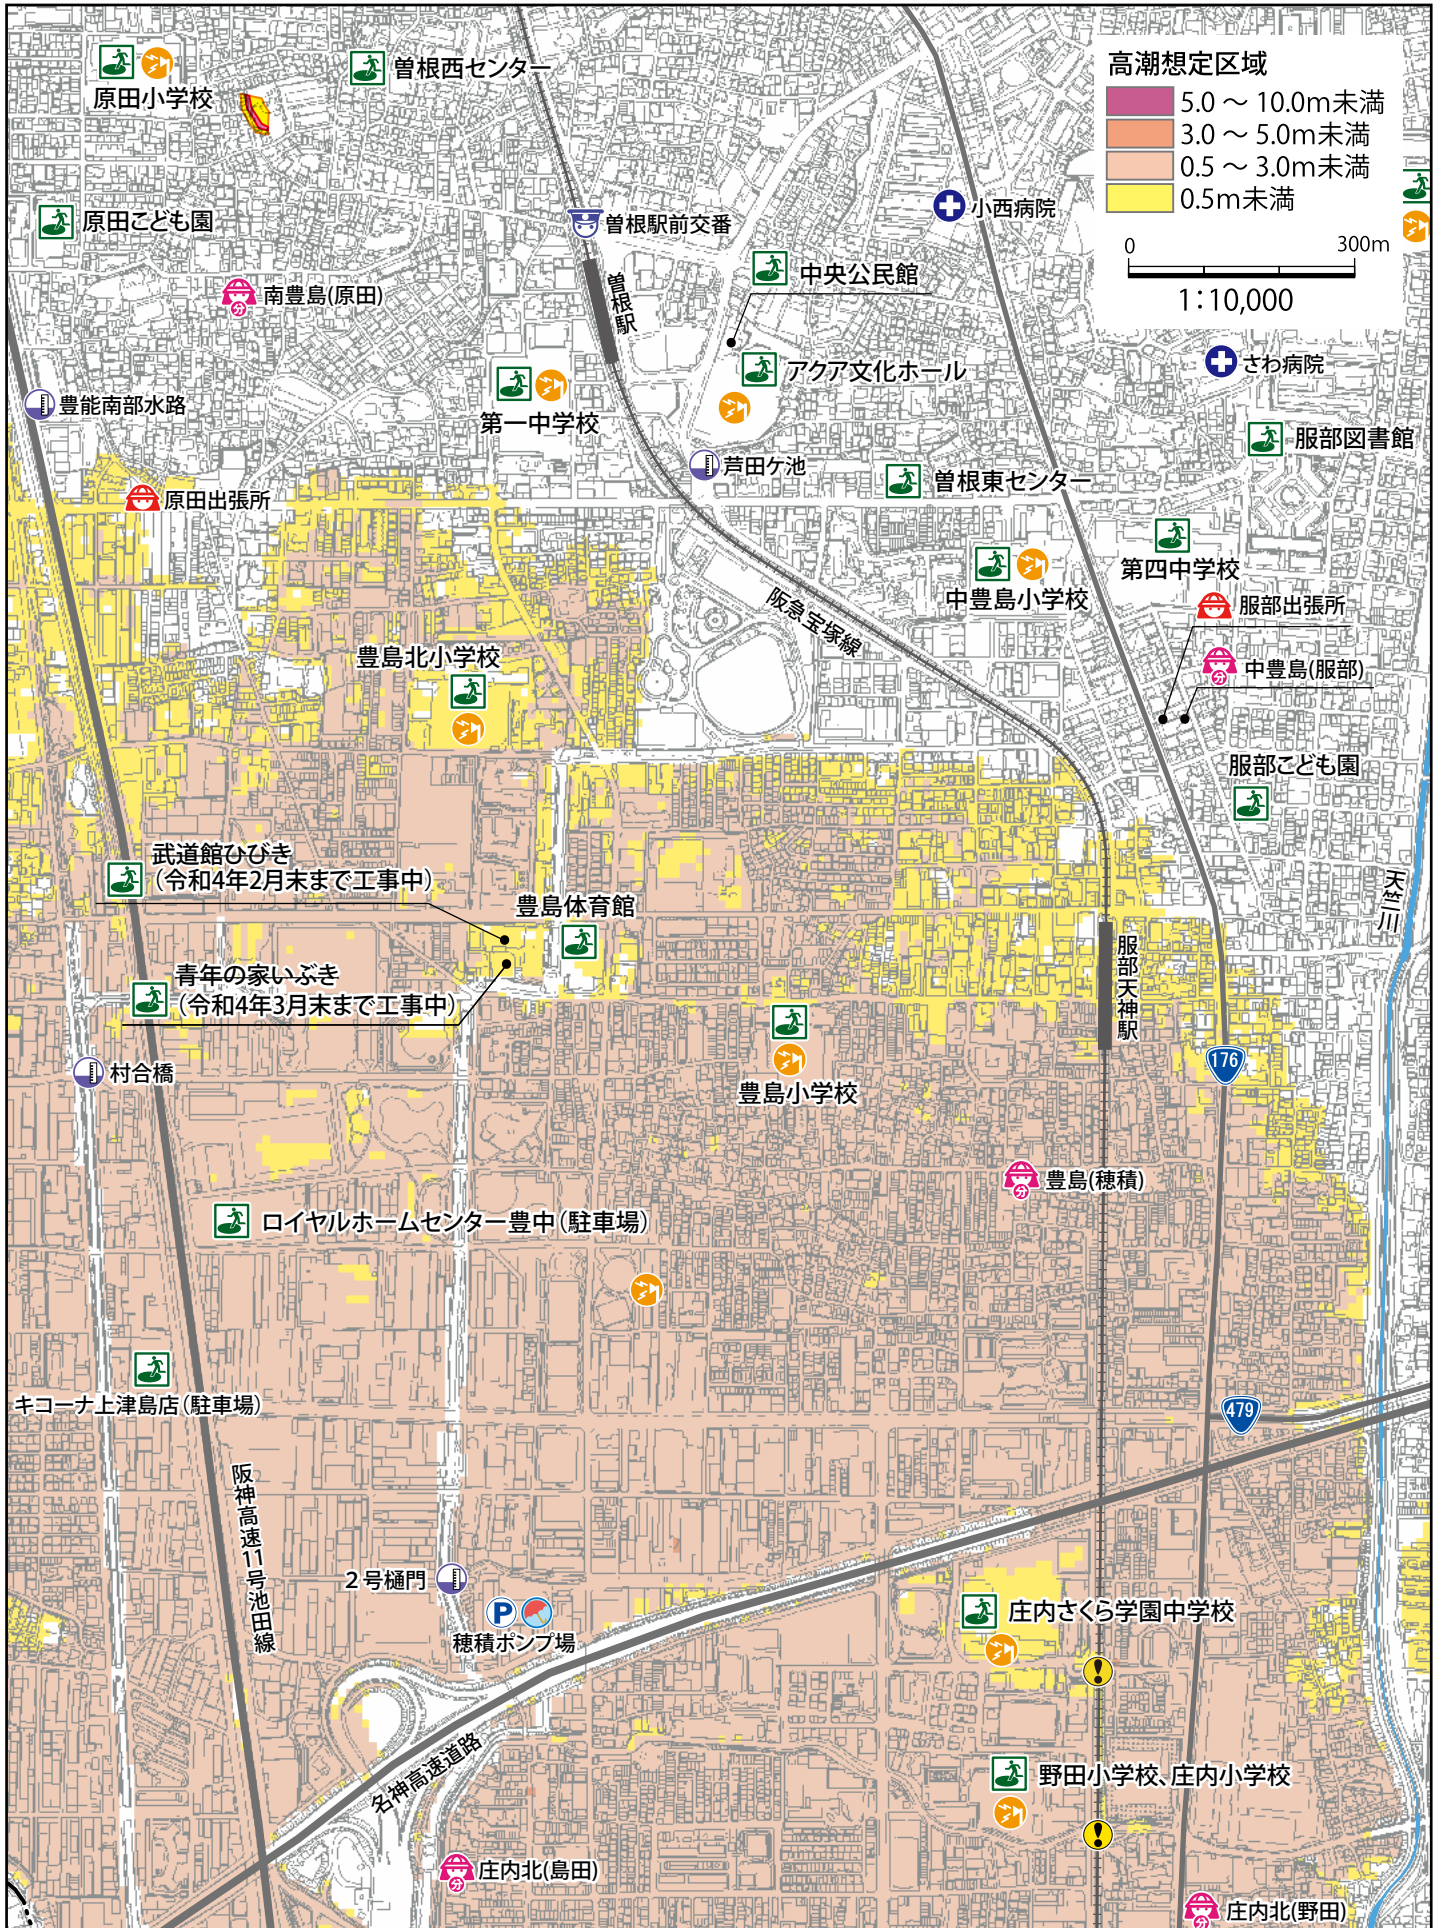 高潮想定区域
5.0 ～ 10.0m未満
3.0 ～ 5.0m未満
0.5 ～ 3.0m未満
0.5m未満
0 300m
1：10,000
原田小学校
曽根西センター
原田こども園
曽根駅前交番
小西病院
南豊島(原田)
曽根駅
中央公民館
さわ病院
アクア文化ホール
豊能南部水路
第一中学校
服部図書館
芦田ケ池
曽根東センター
原田出張所
第四中学校
中豊島小学校
服部出張所
阪急宝塚線
豊島北小学校
中豊島(服部)
服部こども園
武道館ひびき
（令和4年2月末まで工事中）
豊島体育館
天竺川
服部天神駅
青年の家いぶき
（令和4年3月末まで工事中）
176
村合橋
豊島小学校
分
豊島(穂積)
ロイヤルホームセンター豊中（駐車場）
キコーナ上津島店（駐車場）
479
阪神高速11号池田線
２号樋門
P
穂積ポンプ場
庄内さくら学園中学校
名神高速道路
野田小学校、庄内小学校
分
庄内北(島田)
分
庄内北(野田)